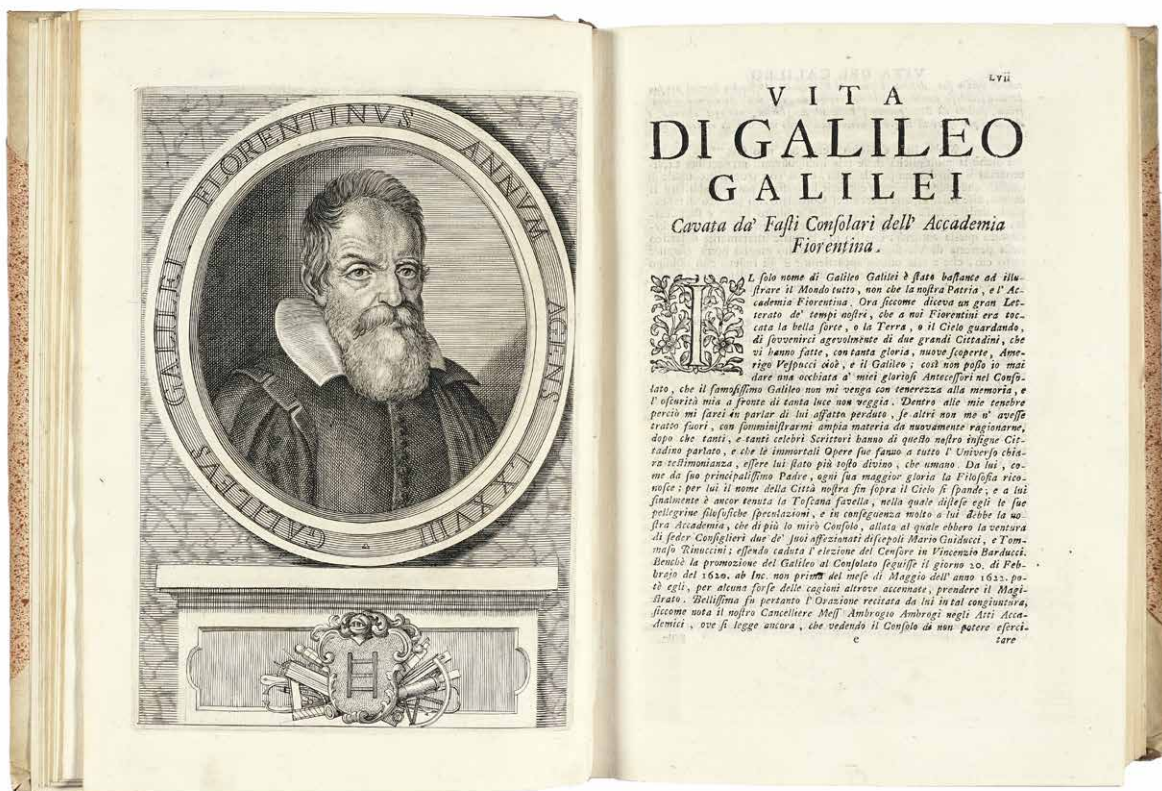 GALILEVS GALILEI FIORENTINVS ANNVM AGENS LXXVIII
LVII
VITA
DI GALILEO
GALILEI
Cavata da' Fasti Conſolari dell' Accademia
Fiorentina.
IL ſolo nome di Galileo Galilei è ſtato baſtante ad illu-
ſtrare il Mondo tutto, non che la noſtra Patria, e l' Ac-
cademia Fiorentina. Ora ſiccome diceva un gran Let-
terato de' tempi noſtri, che a noi Fiorentini era toc-
cata la bella ſorte, o la Terra, o il Cielo guardando,
di ſovvenirci agevolmente di due grandi Cittadini, che
vi hanno fatte, con tanta gloria, nuove ſcoperte, Ame-
rigo Veſpucci cioè, e il Galileo; così non poſſo io mai
dare una occhiata a' miei glorioſi Anteceſſori nel Conſo-
lato, che il famoſiſſimo Galileo non mi venga con tenerezza alla memoria, e
l' oſcurità mia a fronte di tanta luce non veggia. Dentro alle mie tenebre
perciò mi ſarei in parlar di lui affatto perduto, ſe altri non me n' aveſſe
tratto fuori, con ſomminiſtrarmi ampia materia da nuovamente ragionarne,
dopo che tanti, e tanti celebri Scrittori hanno di queſto noſtro inſigne Cit-
tadino parlato, e che le immortali Opere ſue fanno a tutto l' Univerſo chia-
ra teſtimonianza, eſſere lui ſtato più toſto divino, che umano. Da lui, co-
me da ſuo principaliſſimo Padre, ogni ſua maggior gloria la Filoſofia rico-
noſce; per lui il nome della Città noſtra fin ſopra il Cielo ſi ſpande; e a lui
finalmente è ancor tenuta la Toſcana favella, nella quale diſteſe egli le ſue
pellegrine filoſofiche ſpeculazioni, e in conſeguenza molto a lui debbe la no-
ſtra Accademia, che di più lo mirò Conſolo, allata al quale ebbero la ventura
di ſeder Conſiglieri due de' ſuoi affezionati diſcepoli Mario Guiducci, e Tom-
maſo Rinuccini; eſſendo caduta l' elezione del Cenſore in Vincenzio Barducci.
Benchè la promozione del Galileo al Conſolato ſeguiſſe il giorno 20. di Feb-
brajo del 1620. ab Inc. non prima del meſe di Maggio dell' anno 1622. po-
tè egli, per alcuna forſe delle cagioni altrove accennate, prendere il Magi-
ſtrato. Belliſſima fu pertanto l' Orazione recitata da lui in tal congiuntura,
ſiccome nota il noſtro Cancelliere Meſſ Ambrogio Ambrogi negli Atti Acca-
demici, ove ſi legge ancora, che vedendo il Conſolo di non potere eſerci-
e tare